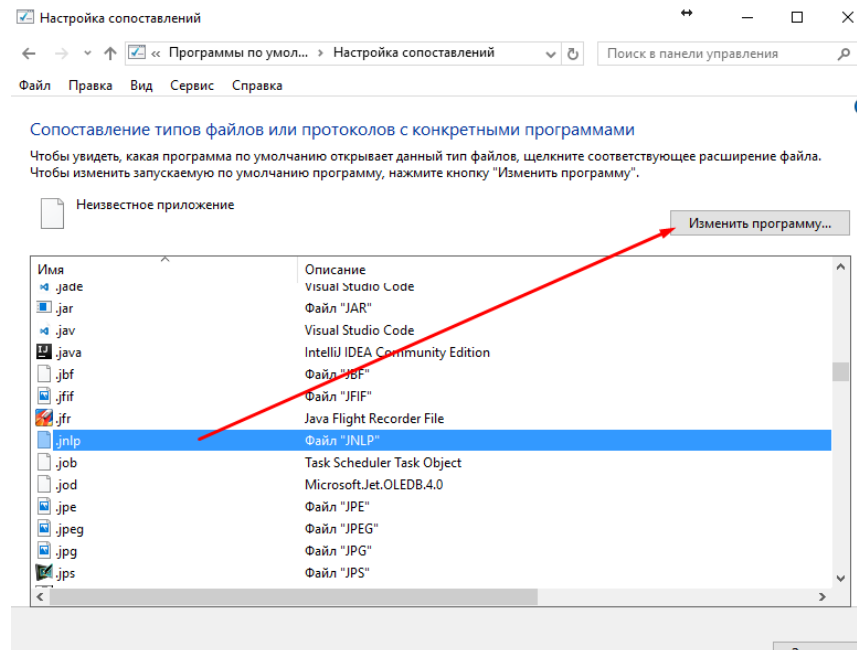 Настройка сопоставлений
« Программы по умол... › Настройка сопоставлений
Поиск в панели управления
Файл Правка Вид Сервис Справка
Сопоставление типов файлов или протоколов с конкретными программами
Чтобы увидеть, какая программа по умолчанию открывает данный тип файлов, щелкните соответствующее расширение файла.
Чтобы изменить запускаемую по умолчанию программу, нажмите кнопку "Изменить программу".
Неизвестное приложение
Изменить программу...
Имя Описание
.jade Visual Studio Code
.jar Файл "JAR"
.jav Visual Studio Code
.java IntelliJ IDEA Community Edition
.jbf Файл "JBF"
.jfif Файл "JFIF"
.jfr Java Flight Recorder File
.jnlp Файл "JNLP"
.job Task Scheduler Task Object
.jod Microsoft.Jet.OLEDB.4.0
.jpe Файл "JPE"
.jpeg Файл "JPEG"
.jpg Файл "JPG"
.jps Файл "JPS"